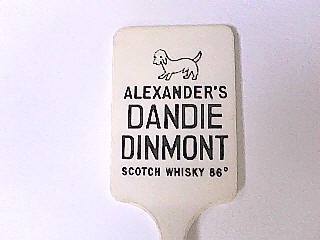 ALEXANDER'S
DANDIE
DINMONT
SCOTCH WHISKY 86°